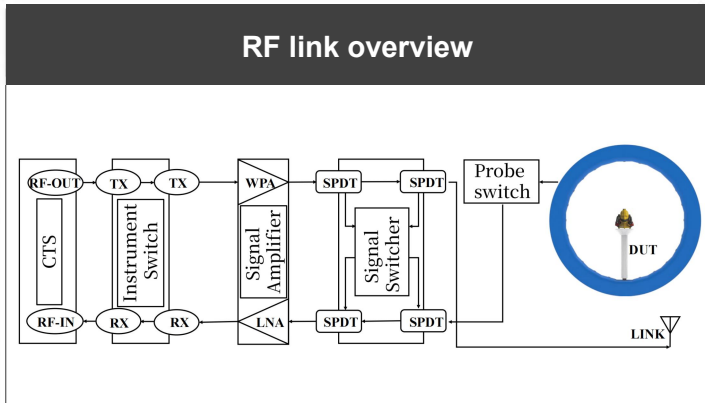 RF link overview
RF-OUT
TX
TX
WPA
SPDT
SPDT
Probe
switch
CTS
Instrument
Switch
Signal
Amplifier
Signal
Switcher
DUT
RF-IN
RX
RX
LNA
SPDT
SPDT
LINK